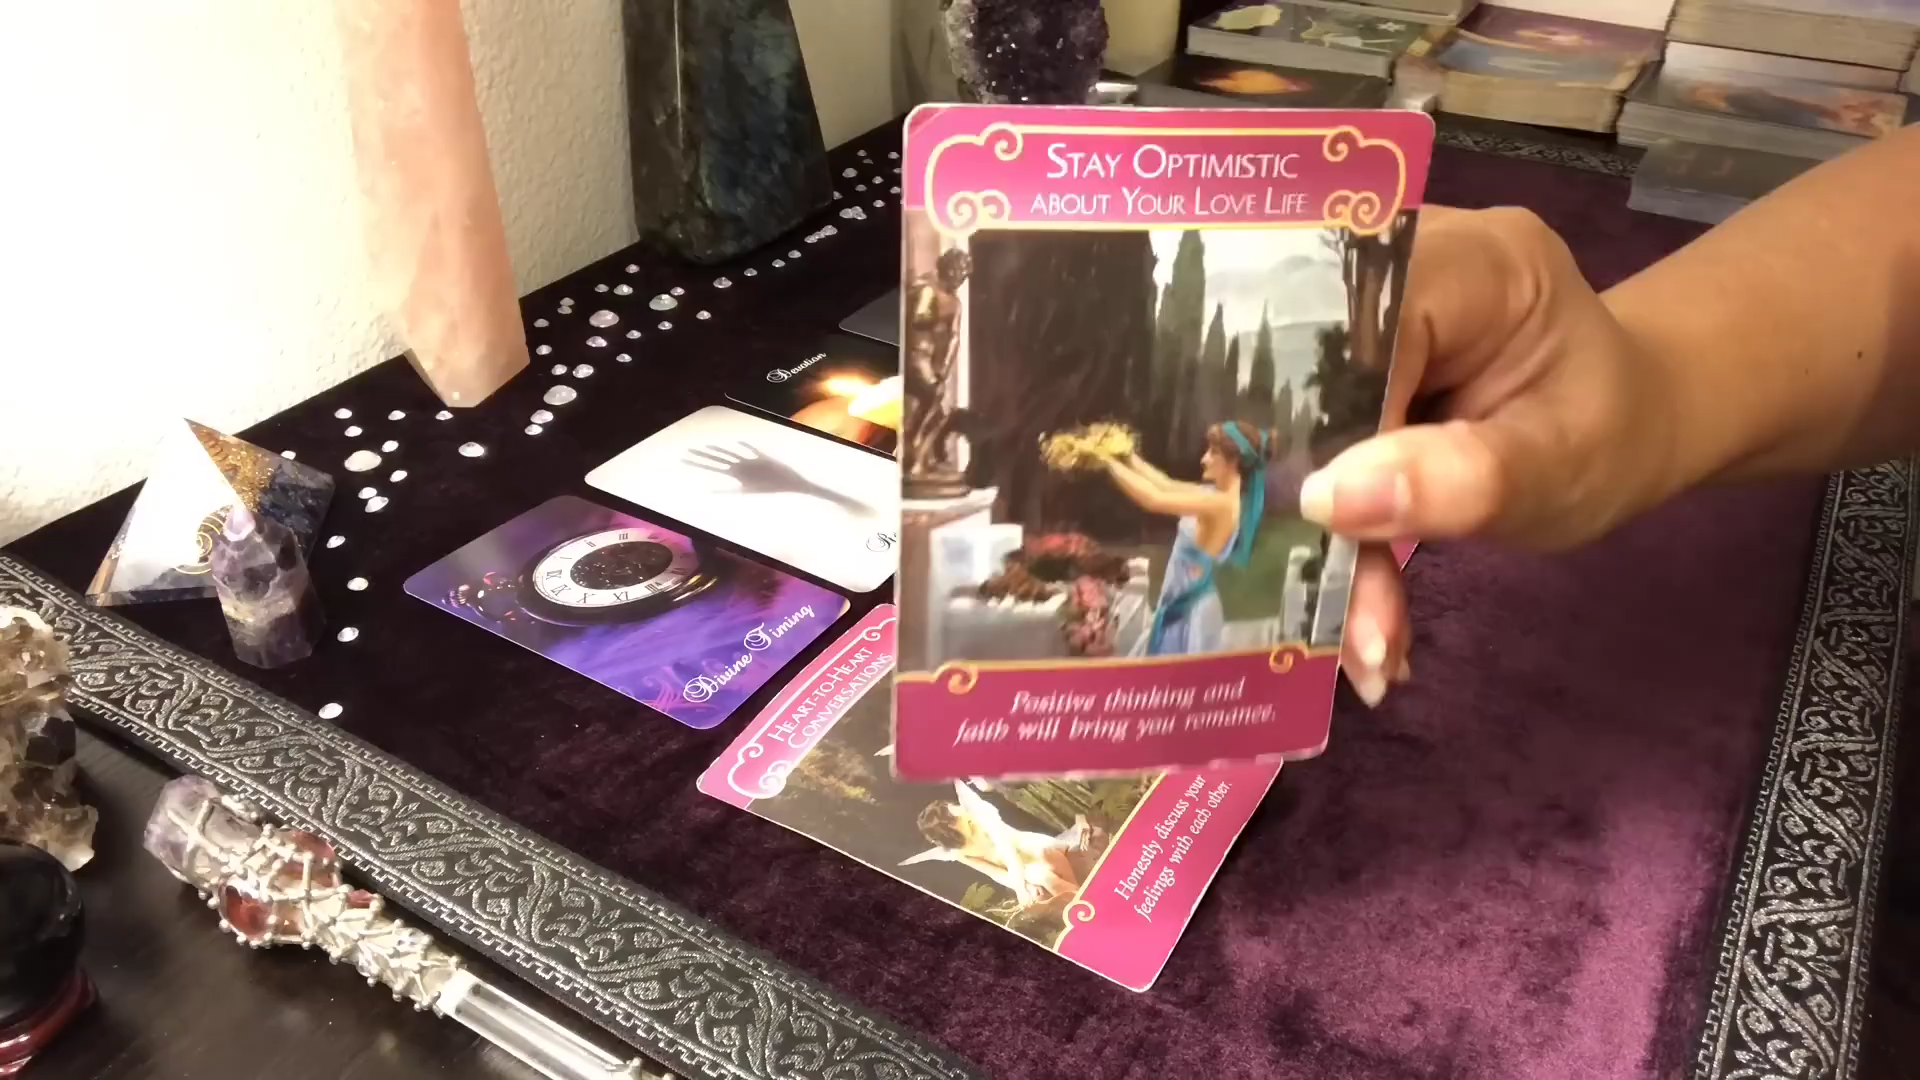 STAY OPTIMISTIC
ABOUT YOUR LOVE LIFE
Positive thinking and
faith will bring you romance.
Devotion
Divine Timing
HEART-TO-HEART
CONVERSATIONS
Honestly discuss your
feelings with each other.